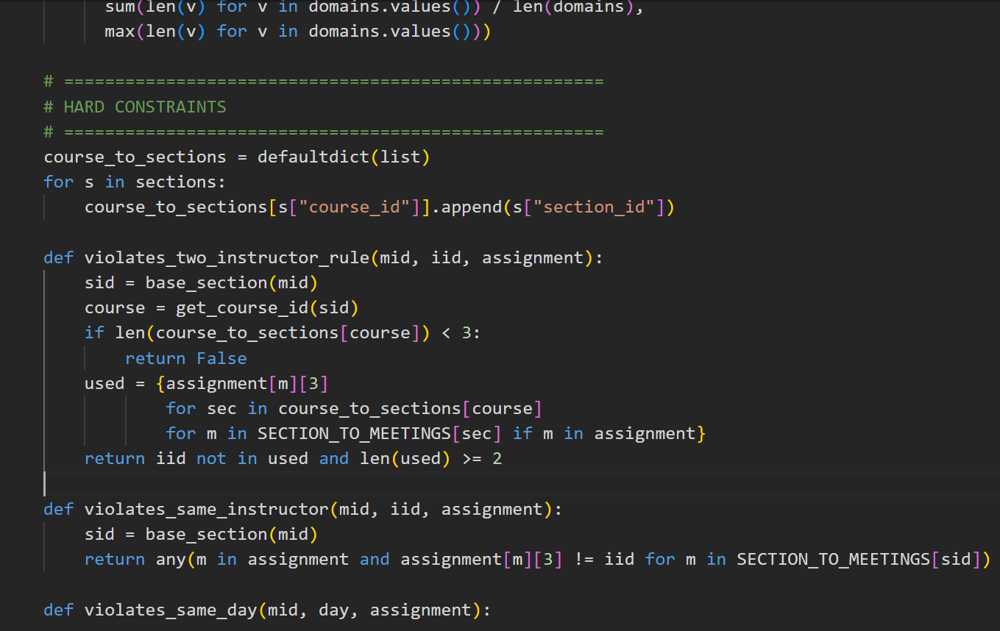 sum(len(v) for v in domains.values()) / len(domains),
max(len(v) for v in domains.values()))
# =====================================================
# HARD CONSTRAINTS
# =====================================================
course_to_sections = defaultdict(list)
for s in sections:
    course_to_sections[s["course_id"]].append(s["section_id"])
def violates_two_instructor_rule(mid, iid, assignment):
    sid = base_section(mid)
    course = get_course_id(sid)
    if len(course_to_sections[course]) < 3:
        return False
    used = {assignment[m][3]
            for sec in course_to_sections[course]
            for m in SECTION_TO_MEETINGS[sec] if m in assignment}
    return iid not in used and len(used) >= 2
def violates_same_instructor(mid, iid, assignment):
    sid = base_section(mid)
    return any(m in assignment and assignment[m][3] != iid for m in SECTION_TO_MEETINGS[sid])
def violates_same_day(mid, day, assignment):